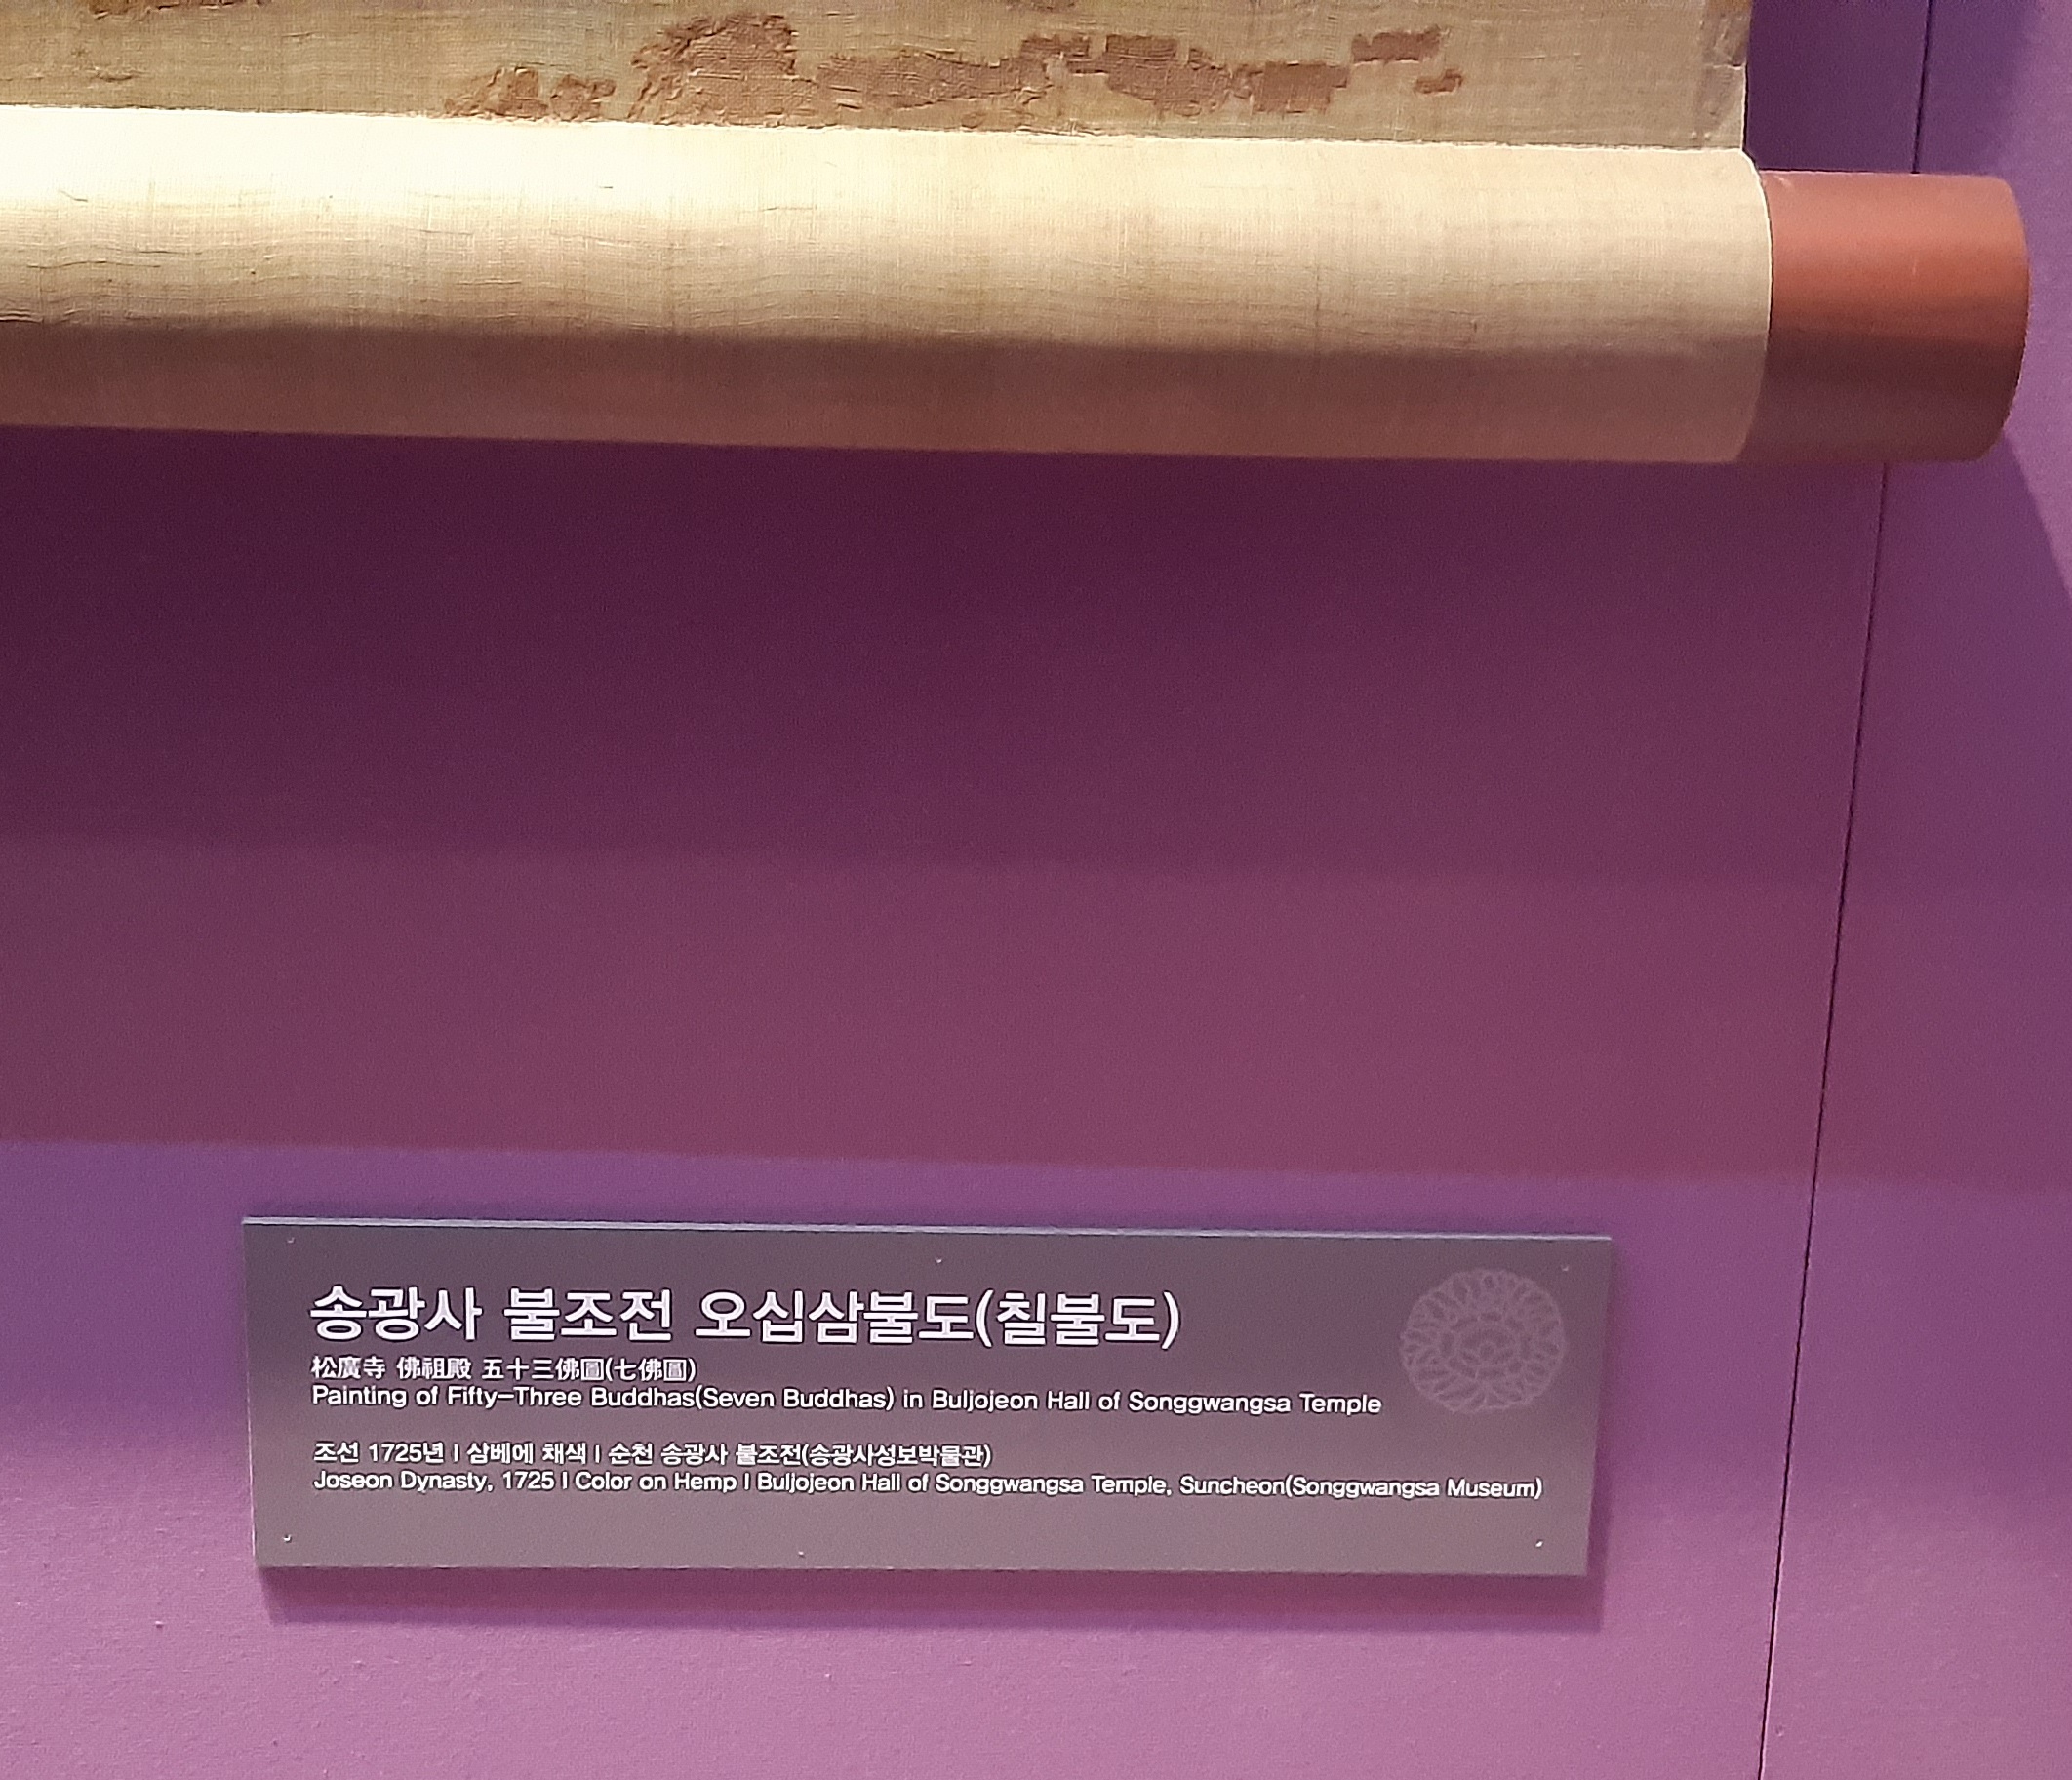 송광사 불조전 오십삼불도(칠불도)
松廣寺 佛祖殿 五十三佛圖(七佛圖)
Painting of Fifty-Three Buddhas(Seven Buddhas) in Buljojeon Hall of Songgwangsa Temple
조선 1725년 | 삼베에 채색 | 순천 송광사 불조전(송광사성보박물관)
Joseon Dynasty, 1725 | Color on Hemp | Buljojeon Hall of Songgwangsa Temple, Suncheon(Songgwangsa Museum)